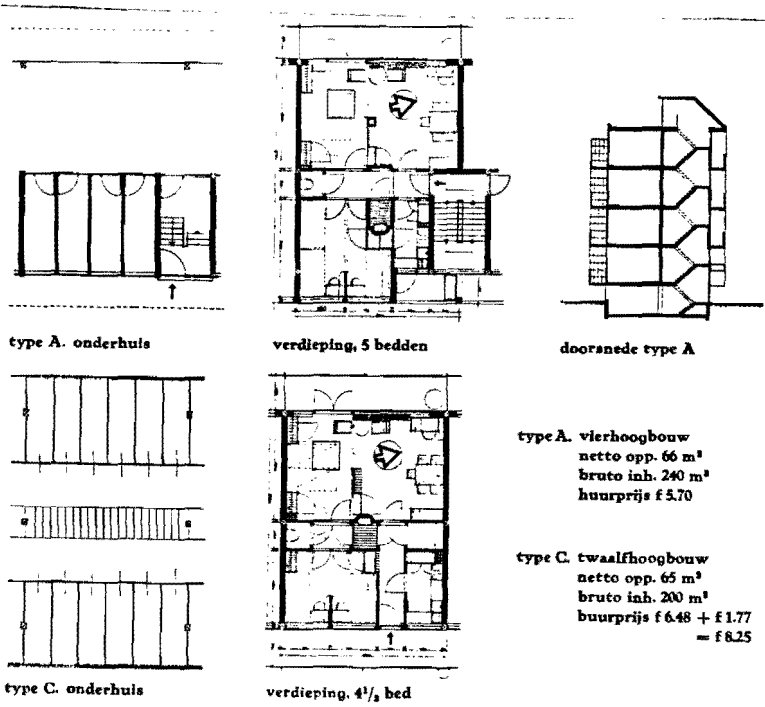 type A. onderhuis
verdieping, 5 bedden
doorsnede type A
type A. vierhoogbouw
netto opp. 66 m²
bruto inh. 240 m³
huurprijs f 5.70
type C. twaalfhoogbouw
netto opp. 65 m²
bruto inh. 200 m³
buurprijs f 6.48 + f 1.77
= f 8.25
type C. onderhuis
verdieping, 4½ bed